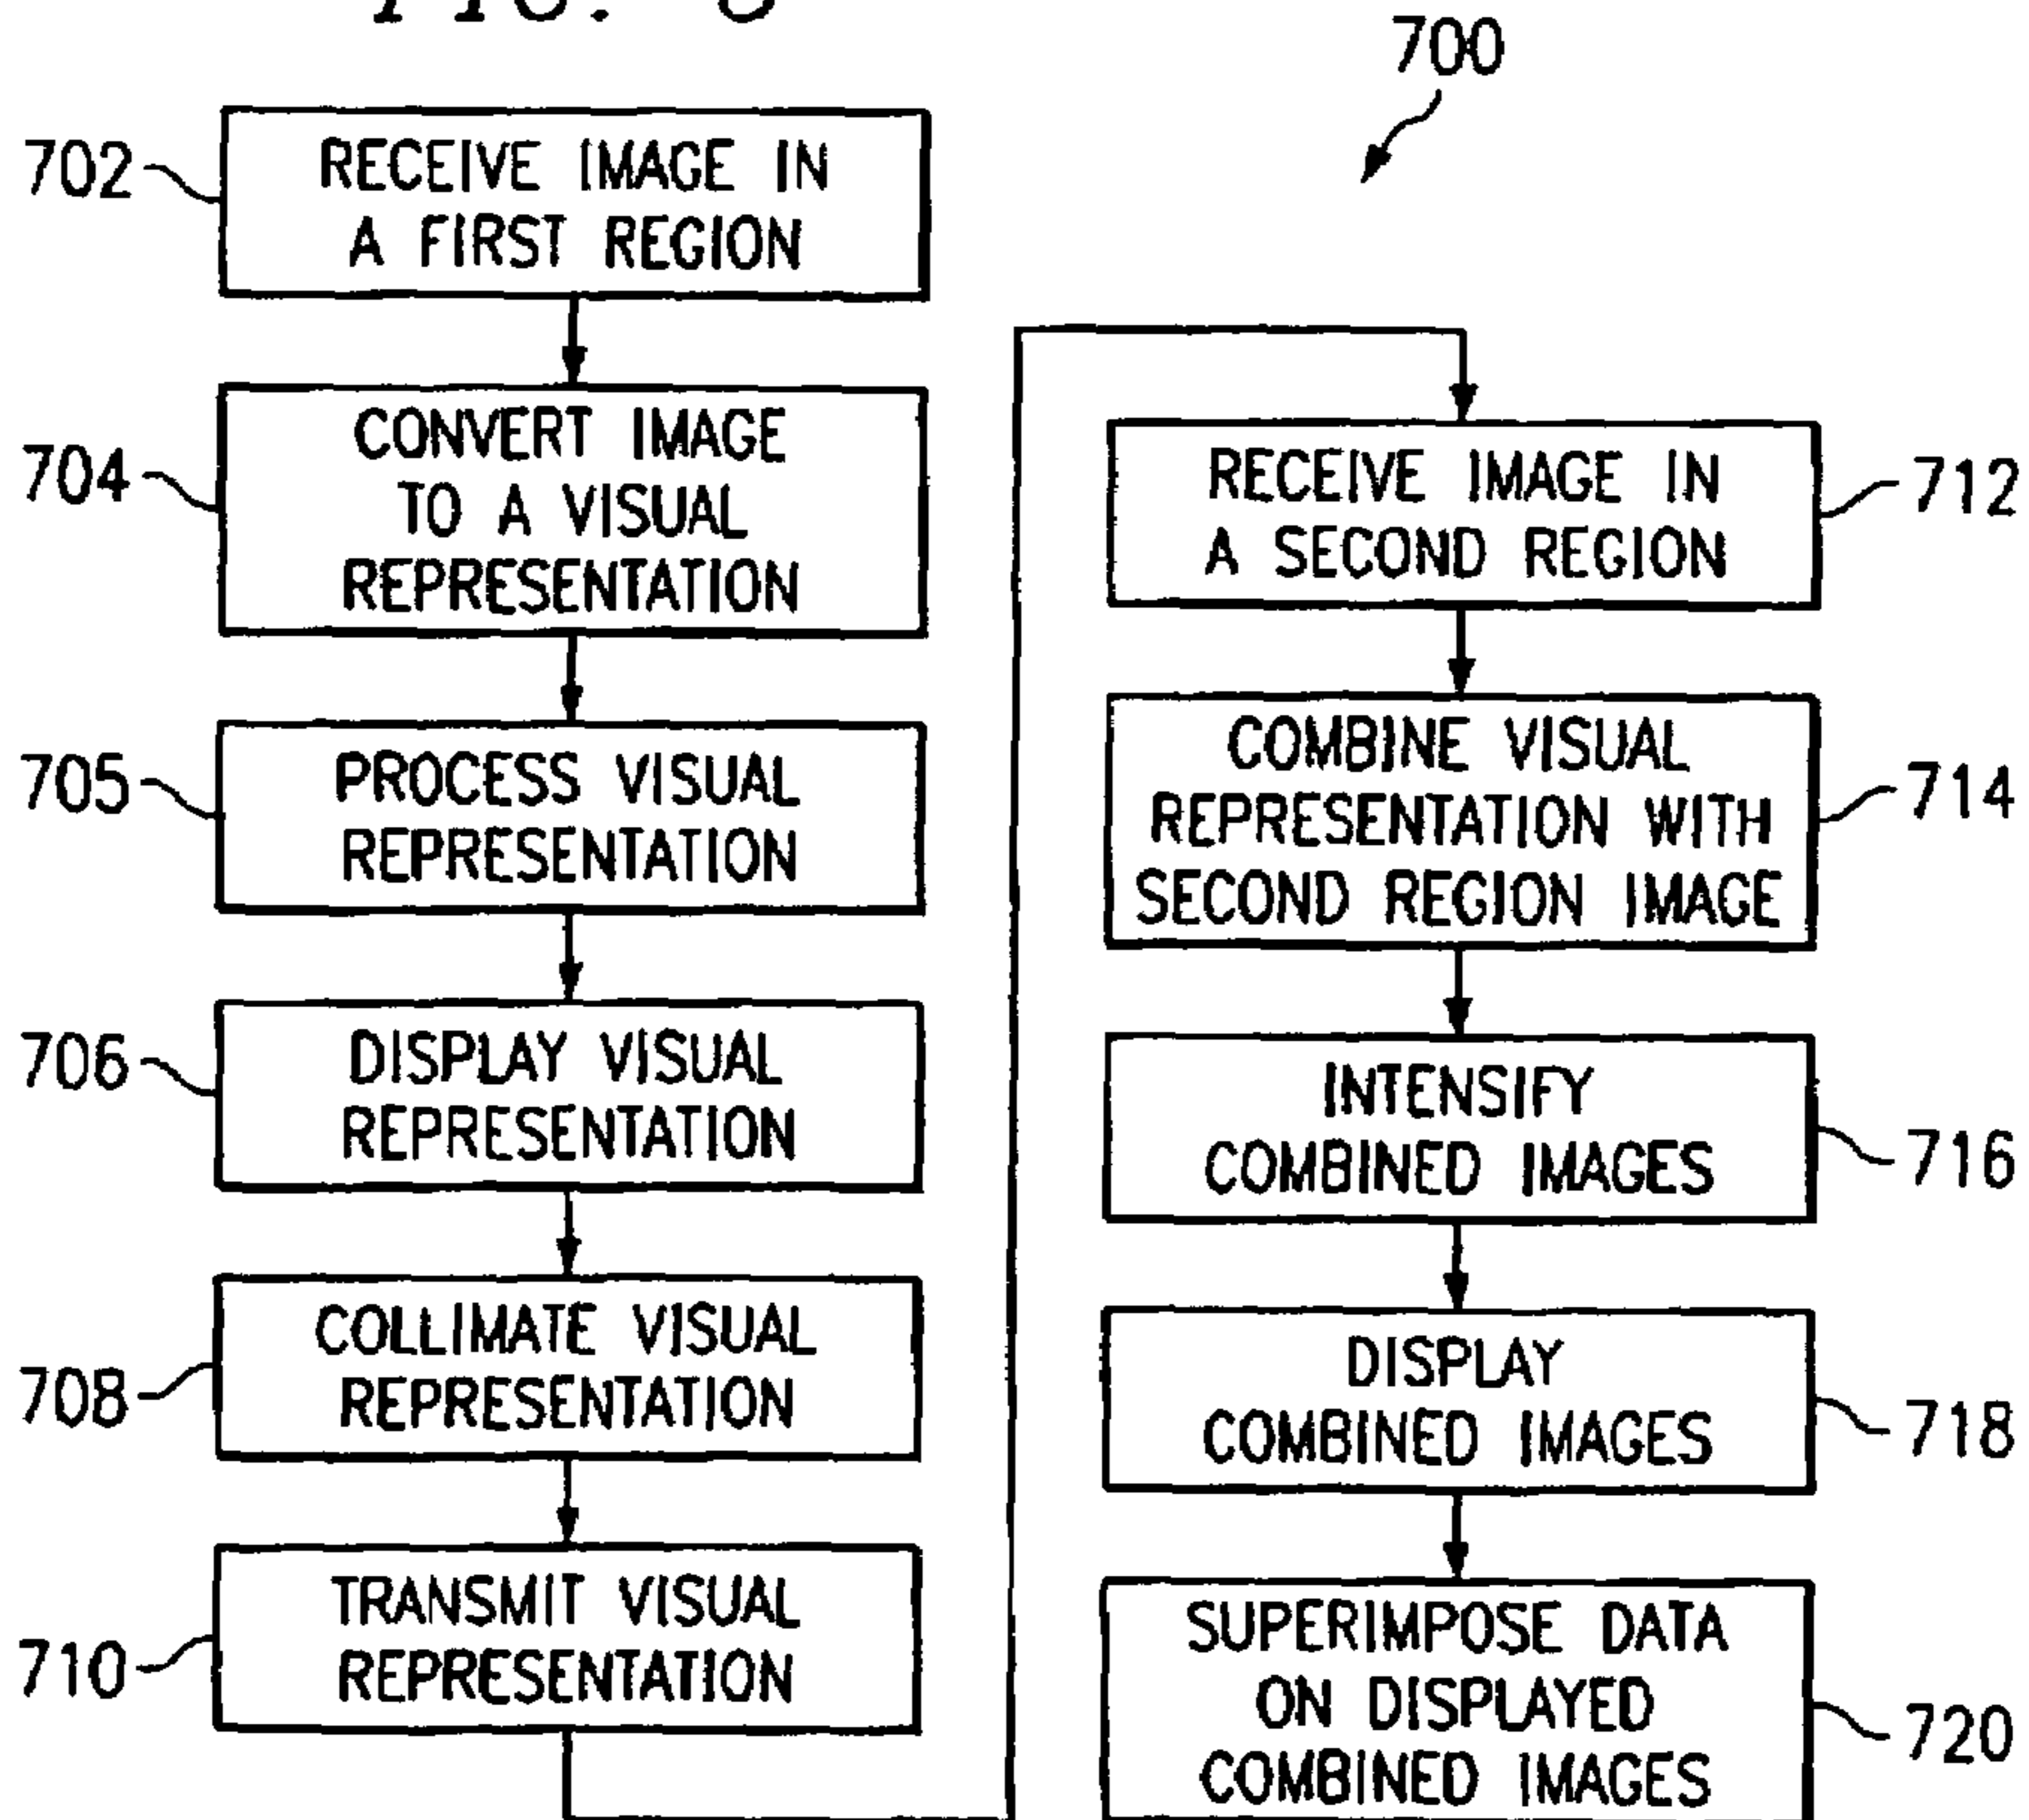 FIG.
700
702
RECEIVE IMAGE IN
A FIRST REGION
704
CONVERT IMAGE
TO A VISUAL
REPRESENTATION
705
PROCESS VISUAL
REPRESENTATION
706
DISPLAY VISUAL
REPRESENTATION
708
COLLIMATE VISUAL
REPRESENTATION
710
TRANSMIT VISUAL
REPRESENTATION
RECEIVE IMAGE IN
A SECOND REGION
712
COMBINE VISUAL
REPRESENTATION WITH
SECOND REGION IMAGE
714
INTENSIFY
COMBINED IMAGES
716
DISPLAY
COMBINED IMAGES
718
SUPERIMPOSE DATA
ON DISPLAYED
COMBINED IMAGES
720